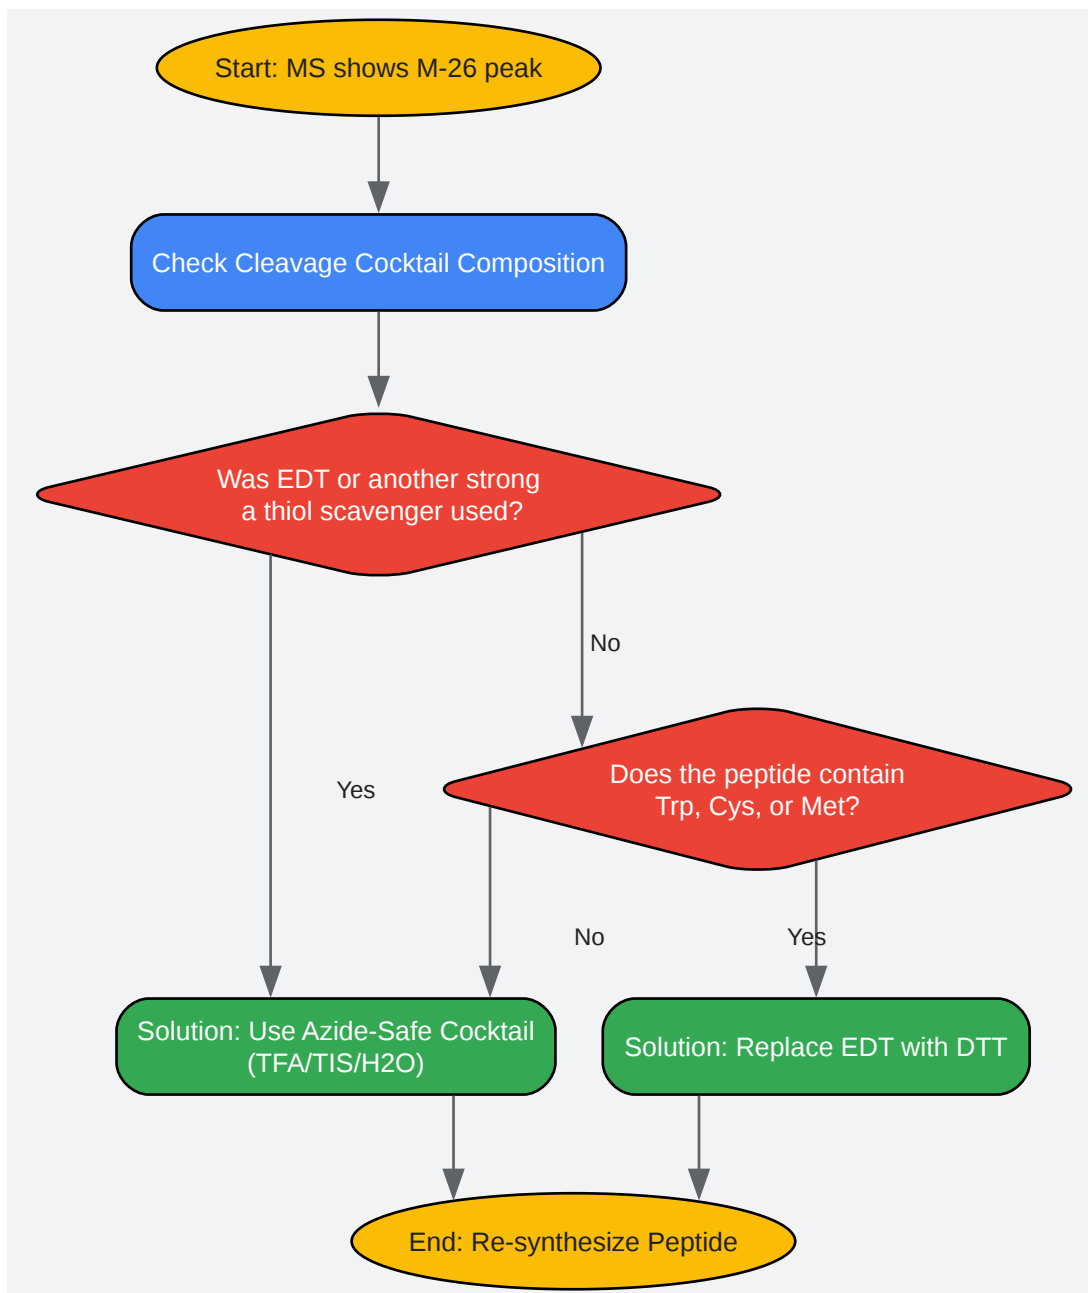 Start: MS shows M-26 peak
Check Cleavage Cocktail Composition
Was EDT or another strong
a thiol scavenger used?
No
Does the peptide contain
Trp, Cys, or Met?
Yes
No
Yes
Solution: Use Azide-Safe Cocktail
(TFA/TIS/H2O)
Solution: Replace EDT with DTT
End: Re-synthesize Peptide